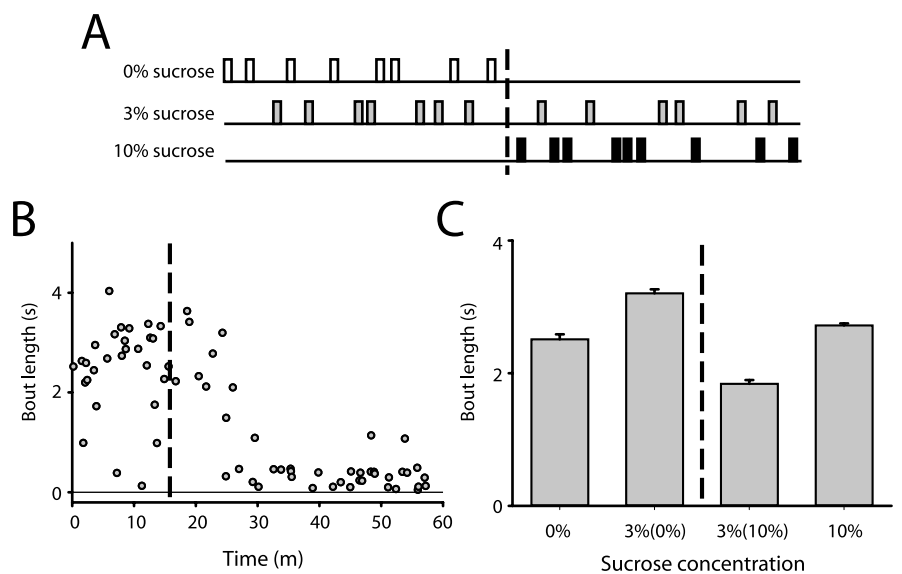 A
0% sucrose
3% sucrose
10% sucrose
B
Bout length (s)
4
2
0
0 10 20 30 40 50 60
Time (m)
C
Bout length (s)
4
2
0
0% 3%(0%) 3%(10%) 10%
Sucrose concentration